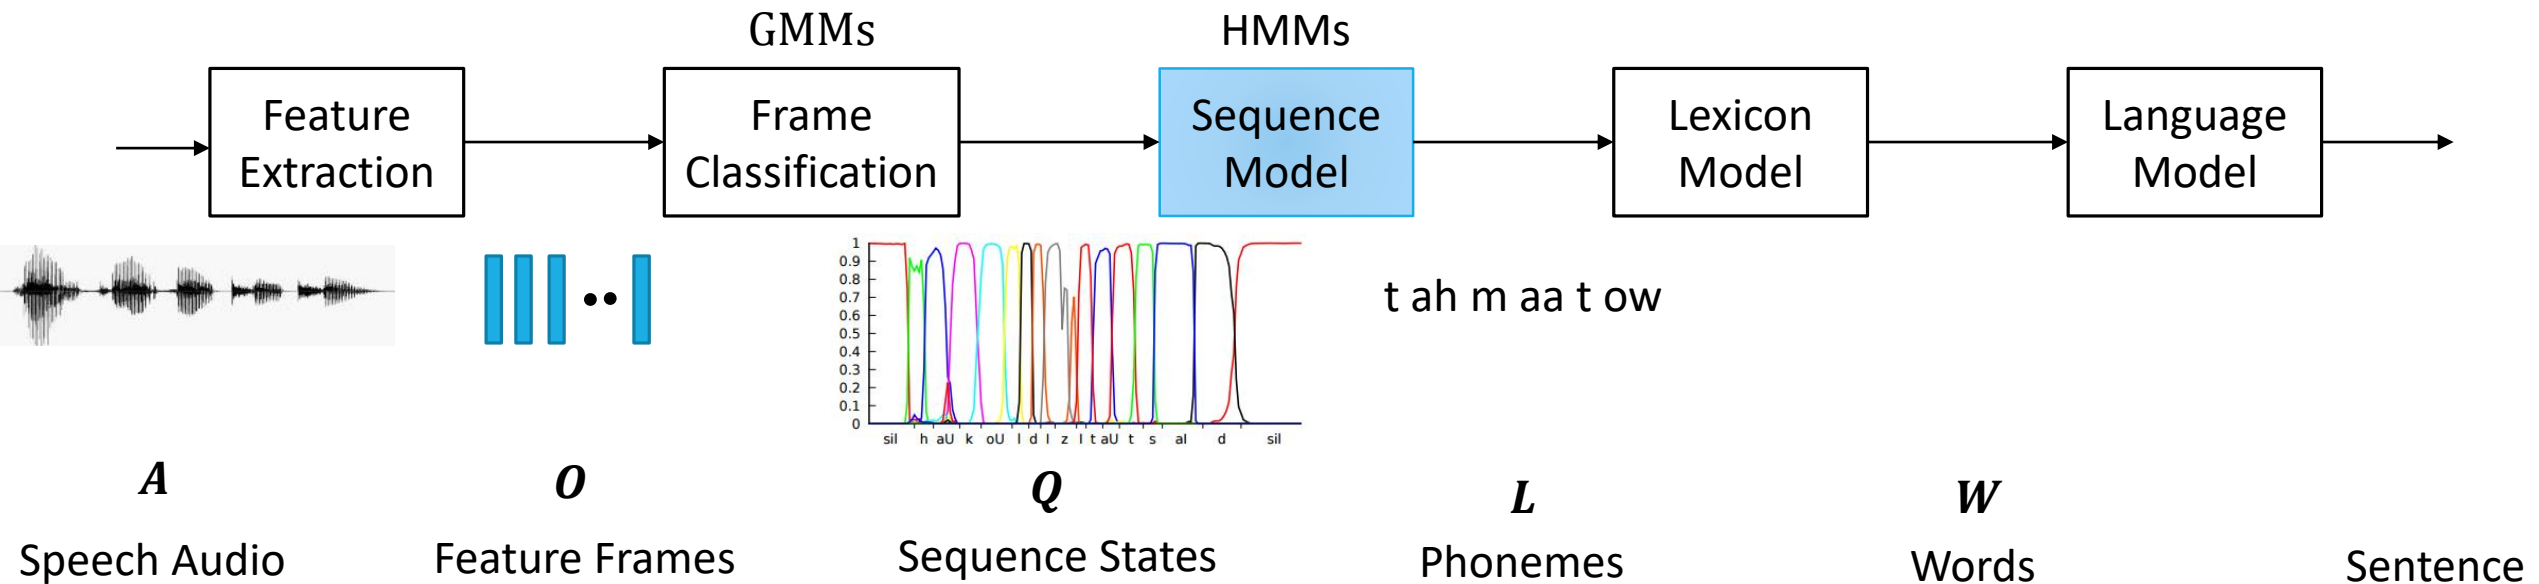 GMMs
HMMs
Feature
Extraction
Frame
Classification
Sequence
Model
Lexicon
Model
Language
Model
1
0.9
0.8
0.7
0.6
0.5
0.4
0.3
0.2
0.1
0
sil h aU k oU l d I z I t aU t s aI d sil
t ah m aa t ow
A
O
Q
L
W
Speech Audio
Feature Frames
Sequence States
Phonemes
Words
Sentence